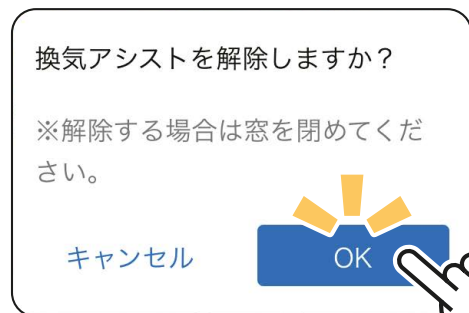 換気アシストを解除しますか？
※解除する場合は窓を閉めてくだ
さい。
キャンセル
OK